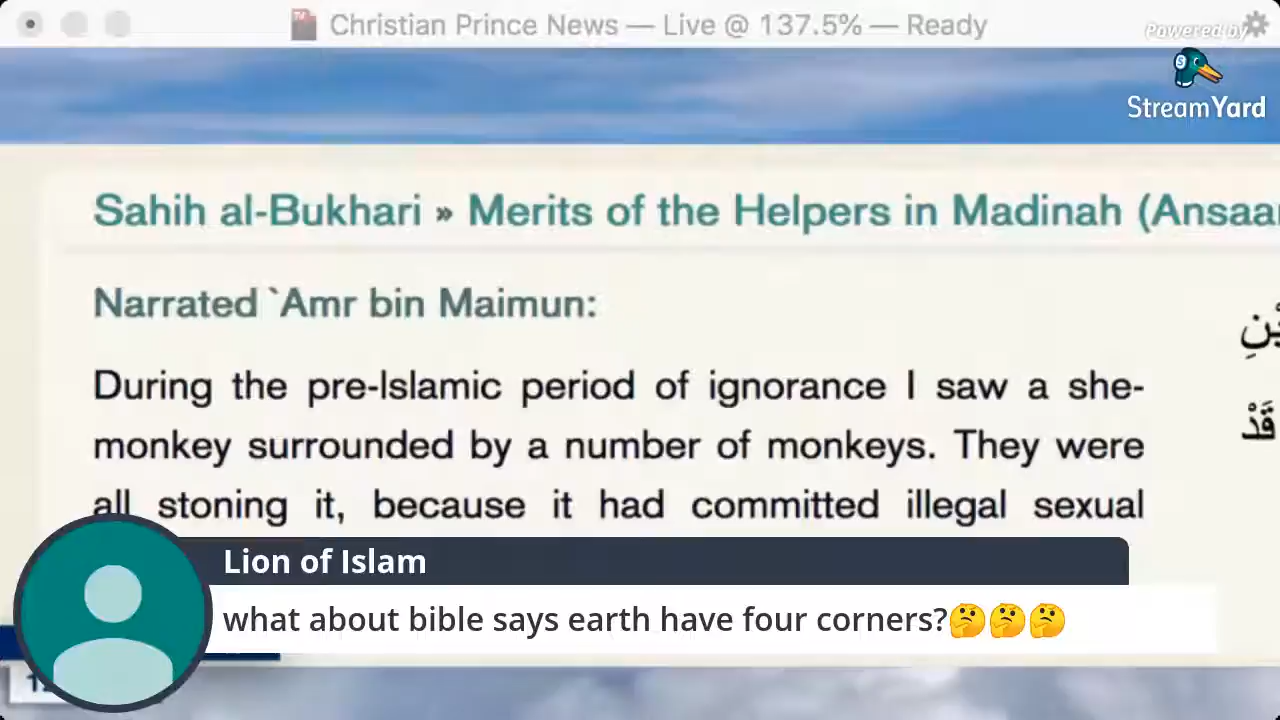 Christian Prince News — Live @ 137.5% — Ready
Powered by
StreamYard
Sahih al-Bukhari » Merits of the Helpers in Madinah
Narrated `Amr bin Maimun:
During the pre-Islamic period of ignorance I saw a she-
monkey surrounded by a number of monkeys. They were
قَدْ
all stoning it, because it had committed illegal sexual
Lion of Islam
what about bible says earth have four corners?🤔🤔🤔